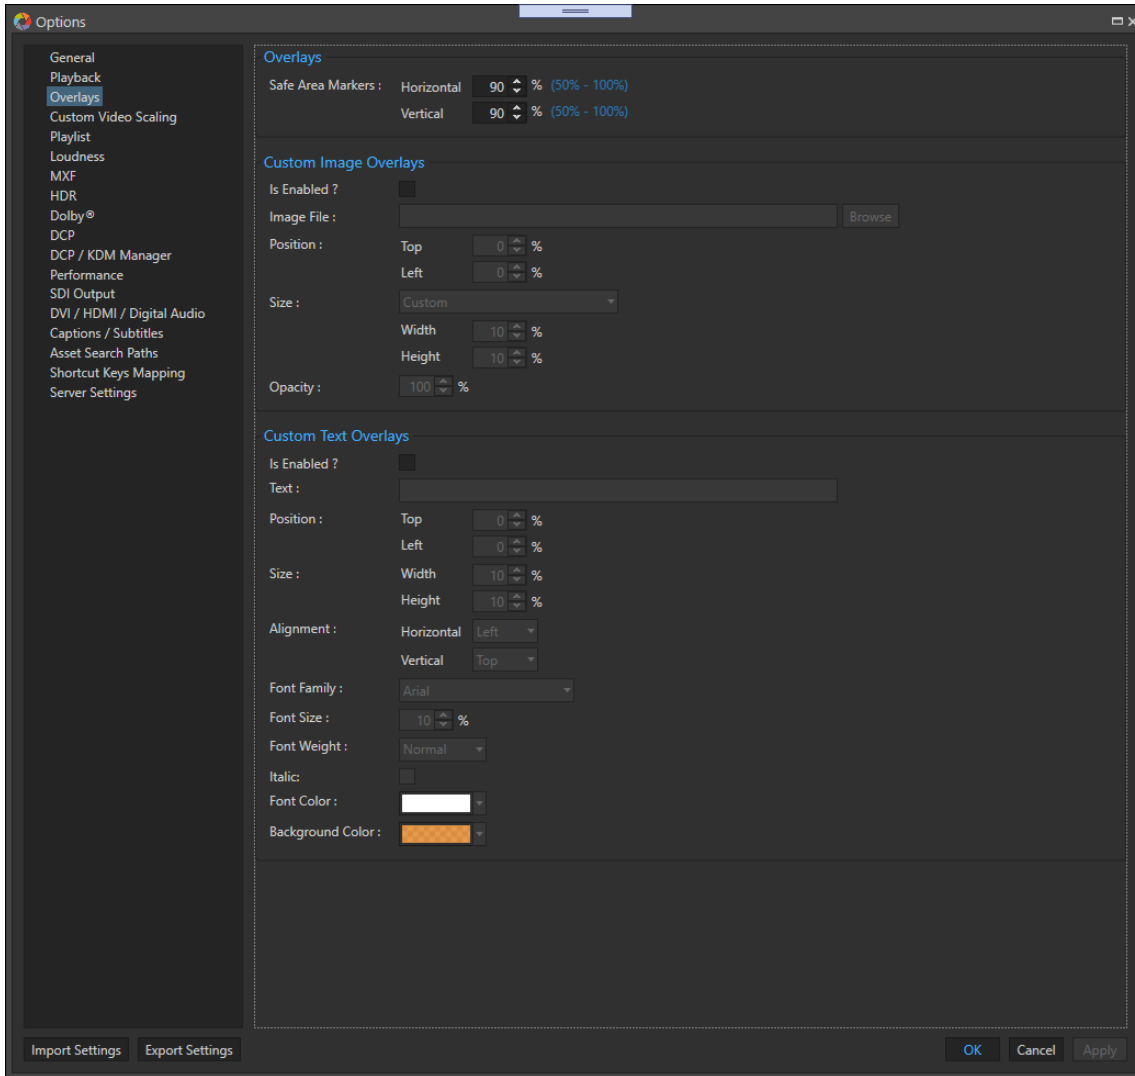 Options
General
Playback
Overlays
Custom Video Scaling
Playlist
Loudness
MXF
HDR
Dolby®
DCP
DCP / KDM Manager
Performance
SDI Output
DVI / HDMI / Digital Audio
Captions / Subtitles
Asset Search Paths
Shortcut Keys Mapping
Server Settings
Overlays
Safe Area Markers : Horizontal 90 % (50% - 100%)
Vertical 90 % (50% - 100%)
Custom Image Overlays
Is Enabled ?
Image File : Browse
Position : Top 0 %
Left 0 %
Size : Custom
Width 10 %
Height 10 %
Opacity : 100 %
Custom Text Overlays
Is Enabled ?
Text :
Position : Top 0 %
Left 0 %
Size : Width 10 %
Height 10 %
Alignment : Horizontal Left
Vertical Top
Font Family : Arial
Font Size : 10 %
Font Weight : Normal
Italic:
Font Color :
Background Color :
Import Settings Export Settings OK Cancel Apply